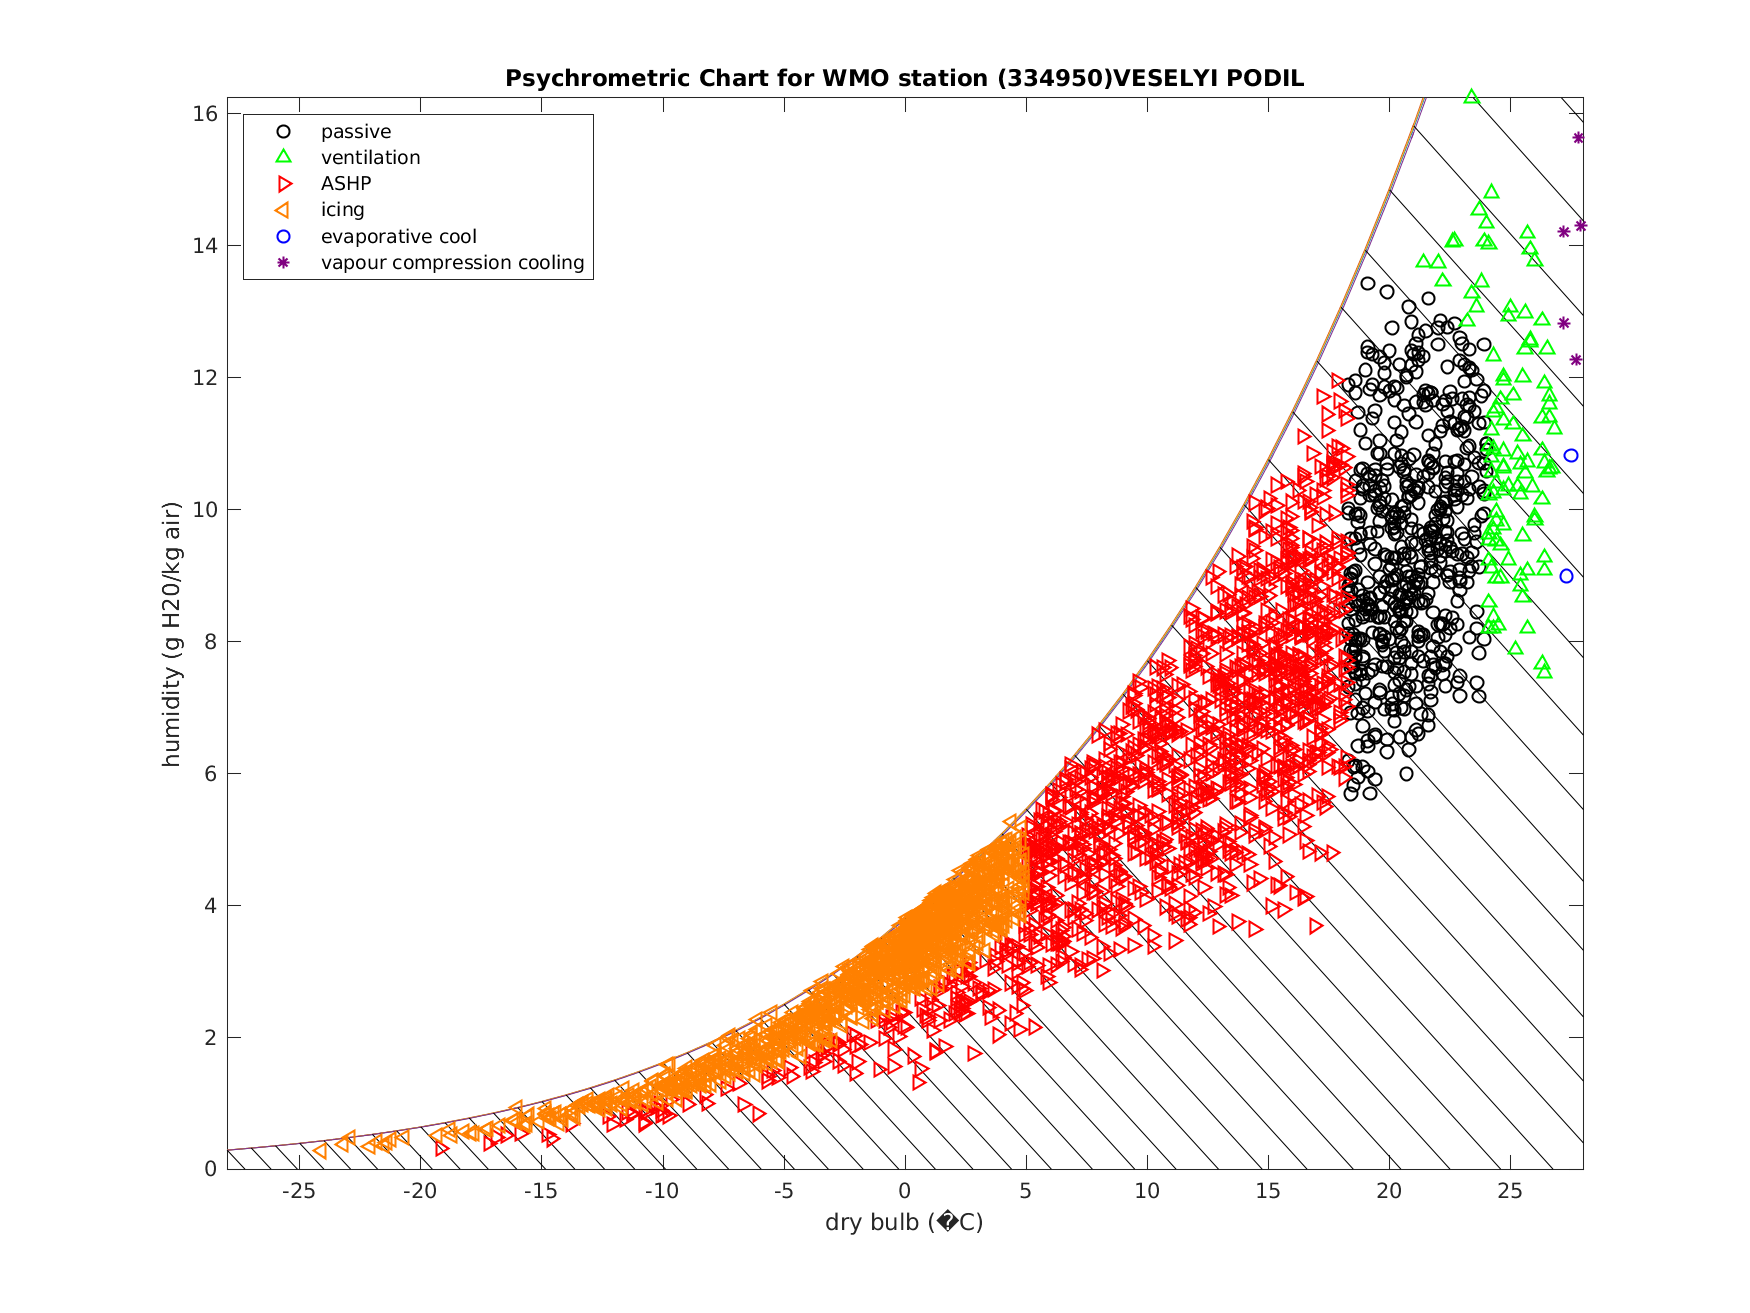 Psychrometric Chart for WMO station (334950)VESELYI PODIL
passive
ventilation
ASHP
icing
evaporative cool
vapour compression cooling
humidity (g H20/kg air)
16
14
12
10
8
6
4
2
0
-25 -20 -15 -10 -5 0 5 10 15 20 25
dry bulb (�C)